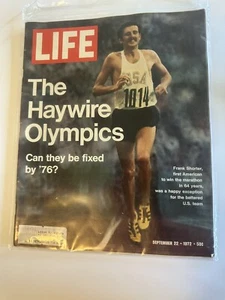 LIFE
The
Haywire
Olympics
Can they be fixed
by '76?
USA
1014
Frank Shorter,
first American
to win the marathon
in 64 years,
was a happy exception
for the battered
U.S. team
SEPTEMBER 22 • 1972 • 50¢